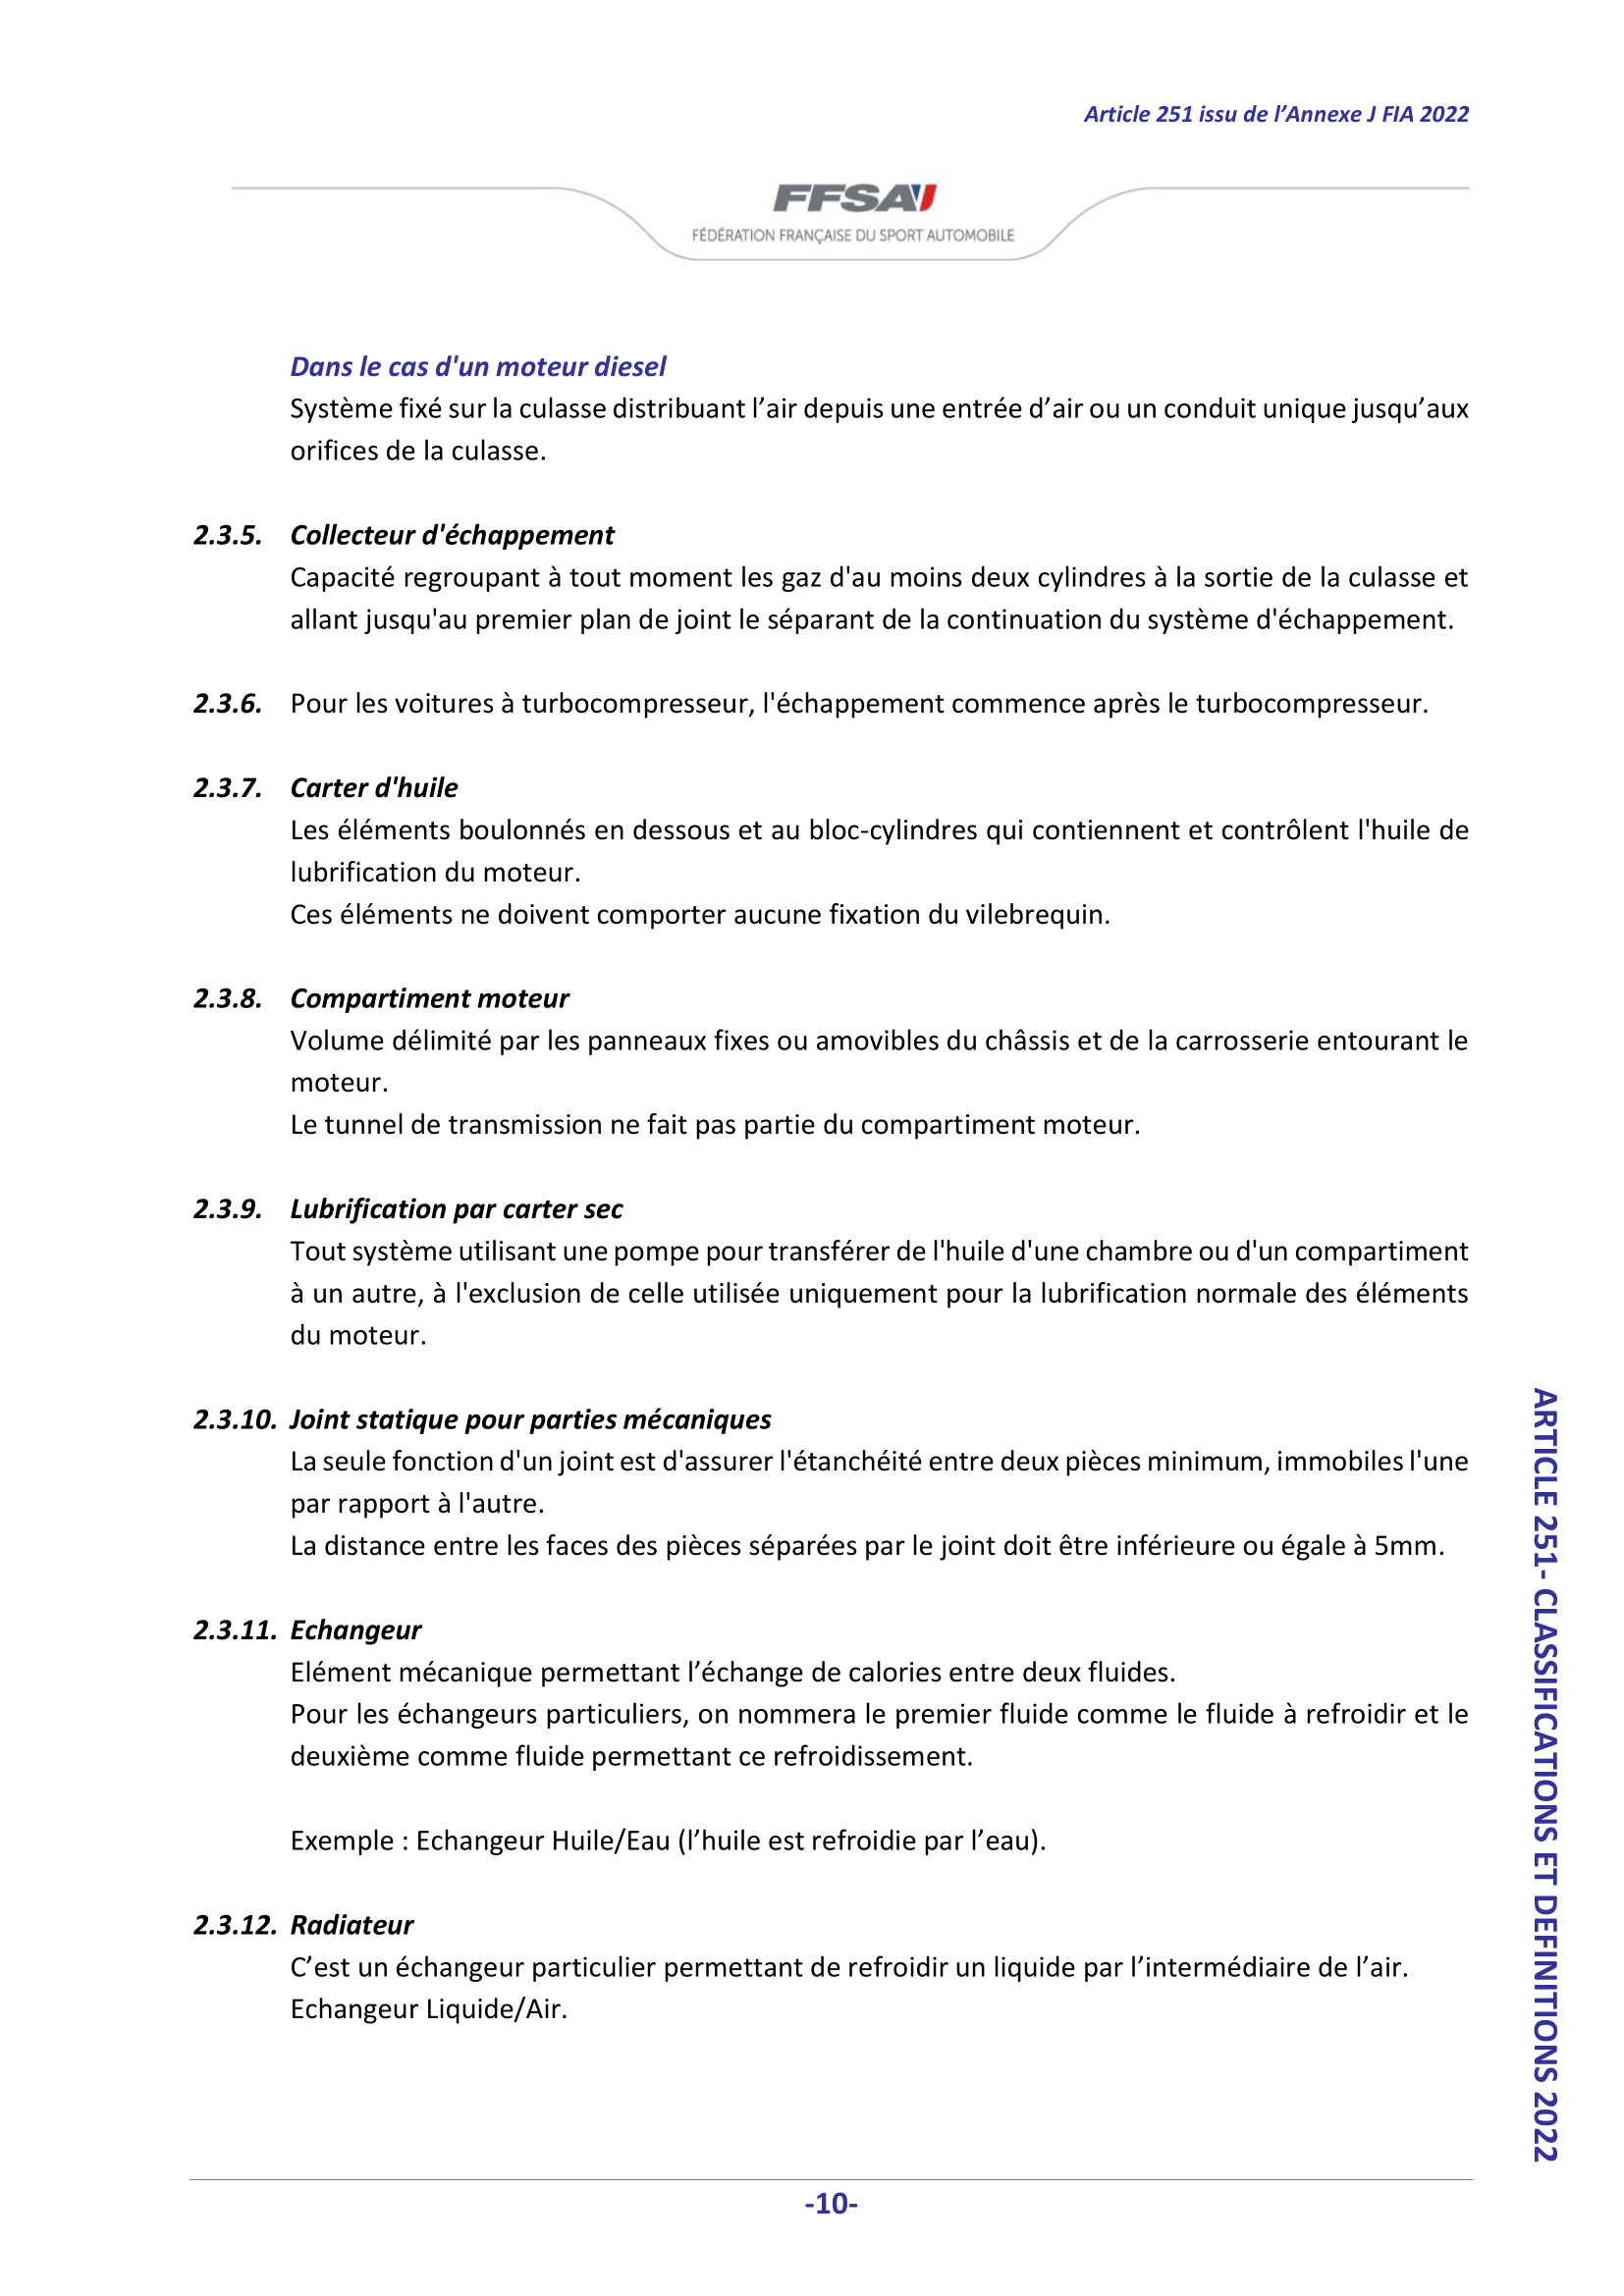 Article 251 issu de l’Annexe J FIA 2022
FFSA
FÉDÉRATION FRANÇAISE DU SPORT AUTOMOBILE
Dans le cas d'un moteur diesel
Système fixé sur la culasse distribuant l’air depuis une entrée d’air ou un conduit unique jusqu’aux
orifices de la culasse.
2.3.5. Collecteur d'échappement
Capacité regroupant à tout moment les gaz d'au moins deux cylindres à la sortie de la culasse et
allant jusqu'au premier plan de joint le séparant de la continuation du système d'échappement.
2.3.6. Pour les voitures à turbocompresseur, l'échappement commence après le turbocompresseur.
2.3.7. Carter d'huile
Les éléments boulonnés en dessous et au bloc-cylindres qui contiennent et contrôlent l'huile de
lubrification du moteur.
Ces éléments ne doivent comporter aucune fixation du vilebrequin.
2.3.8. Compartiment moteur
Volume délimité par les panneaux fixes ou amovibles du châssis et de la carrosserie entourant le
moteur.
Le tunnel de transmission ne fait pas partie du compartiment moteur.
2.3.9. Lubrification par carter sec
Tout système utilisant une pompe pour transférer de l'huile d'une chambre ou d'un compartiment
à un autre, à l'exclusion de celle utilisée uniquement pour la lubrification normale des éléments
du moteur.
2.3.10. Joint statique pour parties mécaniques
La seule fonction d'un joint est d'assurer l'étanchéité entre deux pièces minimum, immobiles l'une
par rapport à l'autre.
La distance entre les faces des pièces séparées par le joint doit être inférieure ou égale à 5mm.
2.3.11. Echangeur
Elément mécanique permettant l’échange de calories entre deux fluides.
Pour les échangeurs particuliers, on nommera le premier fluide comme le fluide à refroidir et le
deuxième comme fluide permettant ce refroidissement.
Exemple : Echangeur Huile/Eau (l’huile est refroidie par l’eau).
2.3.12. Radiateur
C’est un échangeur particulier permettant de refroidir un liquide par l’intermédiaire de l’air.
Echangeur Liquide/Air.
ARTICLE 251- CLASSIFICATIONS ET DEFINITIONS 2022
-10-